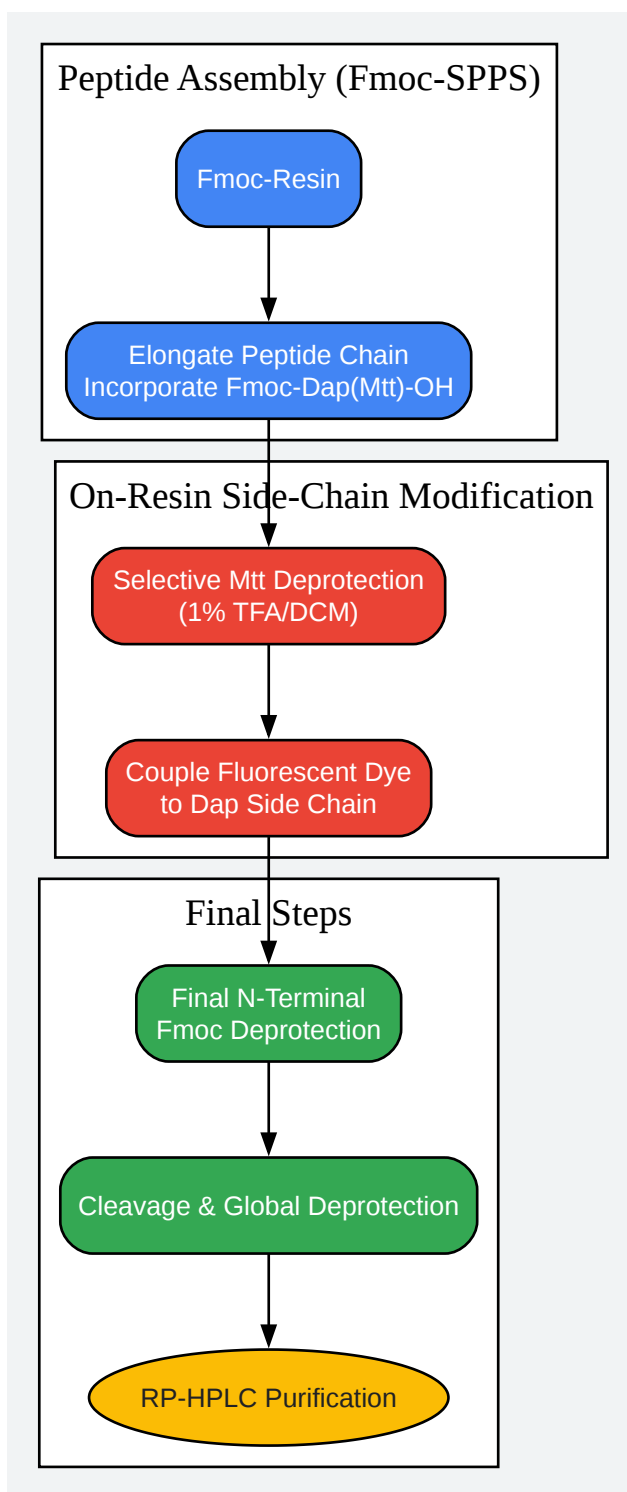 Peptide Assembly (Fmoc-SPPS)
Fmoc-Resin
Elongate Peptide Chain
Incorporate Fmoc-Dap(Mtt)-OH
On-Resin Side-Chain Modification
Selective Mtt Deprotection
(1% TFA/DCM)
Couple Fluorescent Dye
to Dap Side Chain
Final Steps
Final N-Terminal
Fmoc Deprotection
Cleavage & Global Deprotection
RP-HPLC Purification